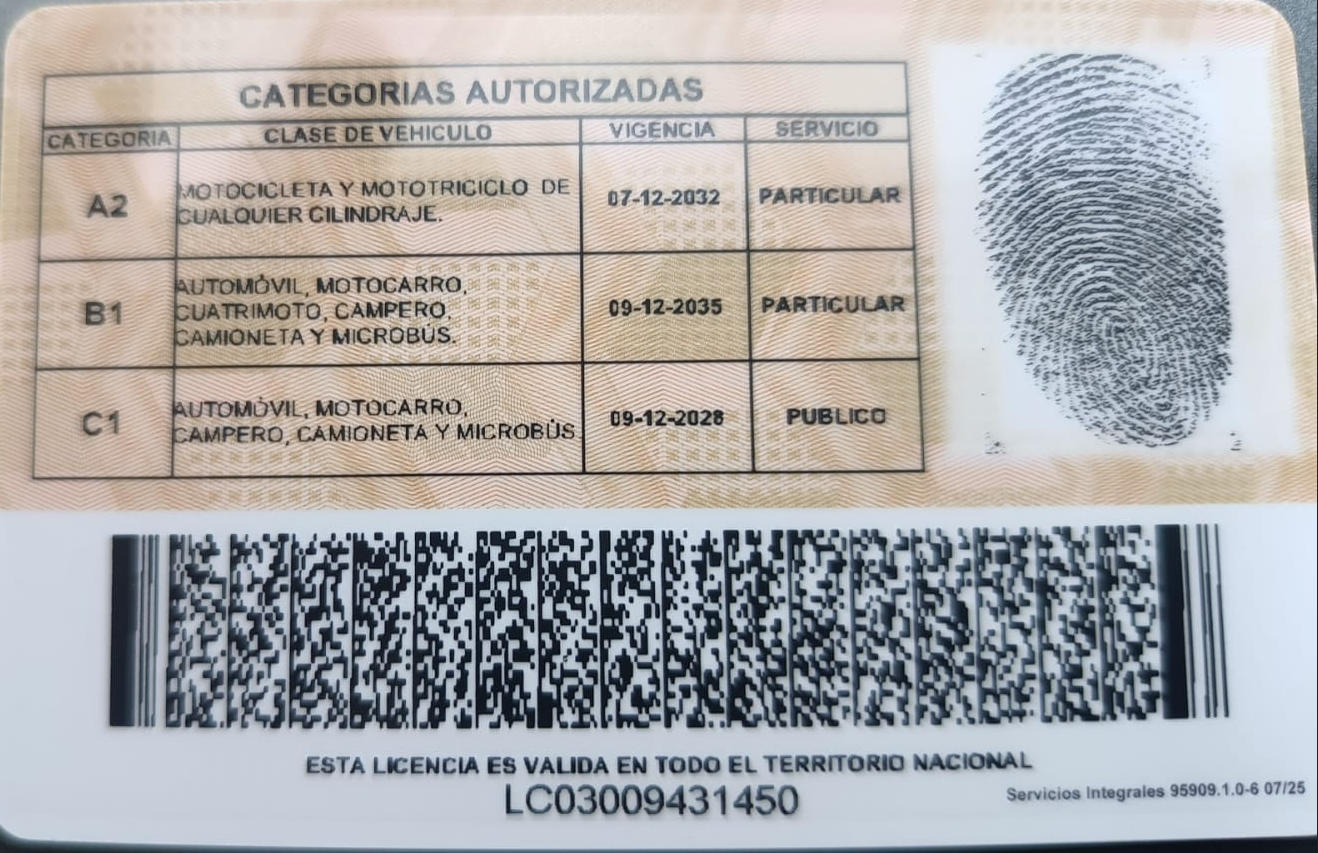 CATEGORIAS AUTORIZADAS
CATEGORIA CLASE DE VEHICULO VIGENCIA SERVICIO
A2 MOTOCICLETA Y MOTOTRICICLO DE CUALQUIER CILINDRAJE. 07-12-2032 PARTICULAR
B1 AUTOMÓVIL, MOTOCARRO, CUATRIMOTO, CAMPERO, CAMIONETA Y MICROBÚS. 09-12-2035 PARTICULAR
C1 AUTOMÓVIL, MOTOCARRO, CAMPERO, CAMIONETA Y MICROBÚS 09-12-2028 PUBLICO
ESTA LICENCIA ES VALIDA EN TODO EL TERRITORIO NACIONAL
LC03009431450
Servicios Integrales 95909.1.0-6 07/25